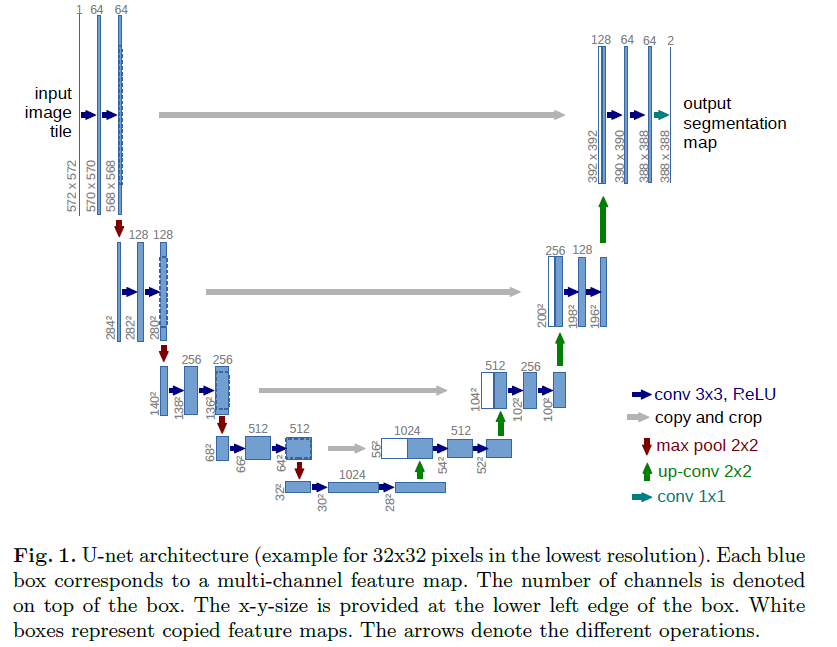 1 64 64
128 64 64 2
input
image
tile
output
segmentation
map
572 x 572
570 x 570
568 x 568
392 x 392
390 x 390
388 x 388
388 x 388
128 128
256 128
284²
282²
280²
200²
198²
196²
256 256
512 256
140²
138²
136²
104²
102²
100²
512 512
1024 512
68²
66²
64²
56²
54²
52²
1024
32²
30²
28²
conv 3x3, ReLU
copy and crop
max pool 2x2
up-conv 2x2
conv 1x1
Fig. 1. U-net architecture (example for 32x32 pixels in the lowest resolution). Each blue
box corresponds to a multi-channel feature map. The number of channels is denoted
on top of the box. The x-y-size is provided at the lower left edge of the box. White
boxes represent copied feature maps. The arrows denote the different operations.